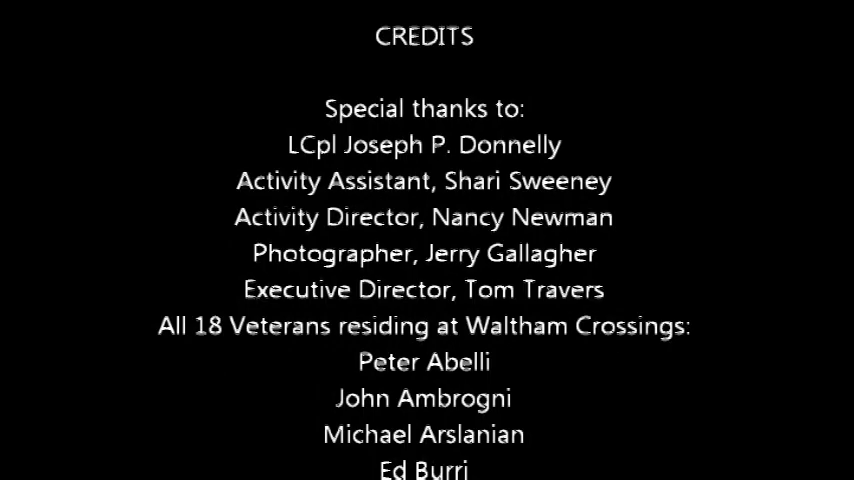 CREDITS
Special thanks to:
LCpl Joseph P. Donnelly
Activity Assistant, Shari Sweeney
Activity Director, Nancy Newman
Photographer, Jerry Gallagher
Executive Director, Tom Travers
All 18 Veterans residing at Waltham Crossings:
Peter Abelli
John Ambrogni
Michael Arslanian
Ed Burri